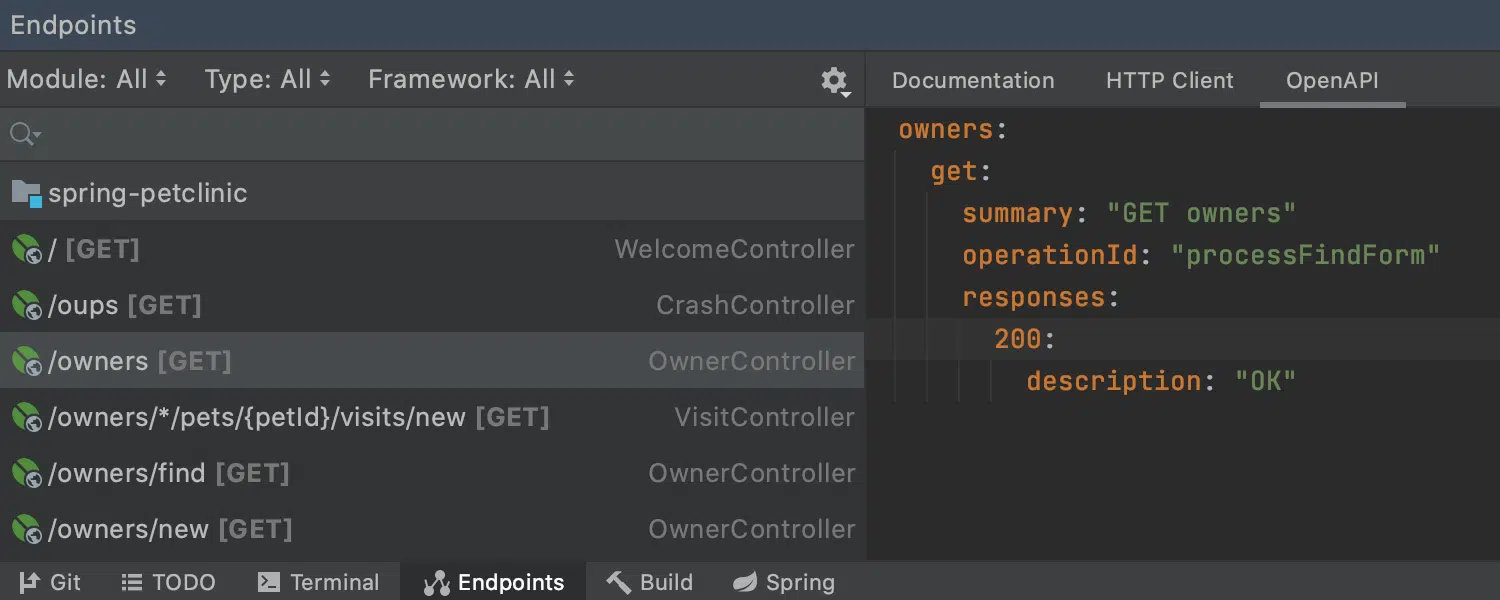 Endpoints
Module: All Type: All Framework: All
spring-petclinic
/ [GET] WelcomeController
/oups [GET] CrashController
/owners [GET] OwnerController
/owners/*/pets/{petId}/visits/new [GET] VisitController
/owners/find [GET] OwnerController
/owners/new [GET] OwnerController
Documentation HTTP Client OpenAPI
owners:
get:
summary: "GET owners"
operationId: "processFindForm"
responses:
200:
description: "OK"
Git TODO Terminal Endpoints Build Spring